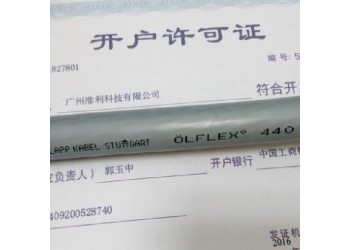 开户许可证
827801
编号: 5
广州准利科技有限公司
符合开
LAPP KABEL STUTTGART ÖLFLEX® 440
负责人）
郭玉中
开户银行
中国工商
409200528740
发证机
2016